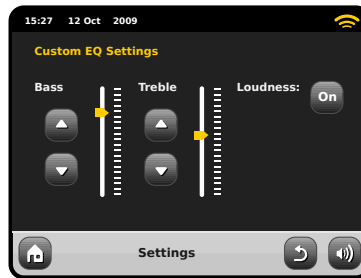 15:27 12 Oct 2009
Custom EQ Settings
Bass Treble Loudness: On
Settings